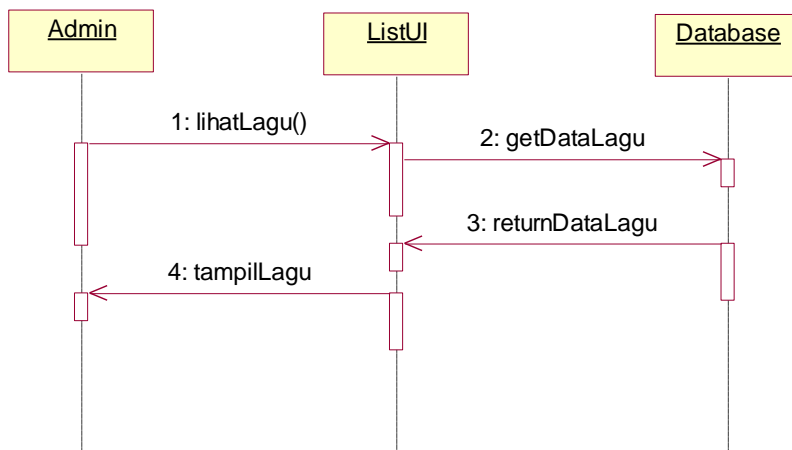 Admin
ListUI
Database
1: lihatLagu()
2: getDataLagu
3: returnDataLagu
4: tampilLagu